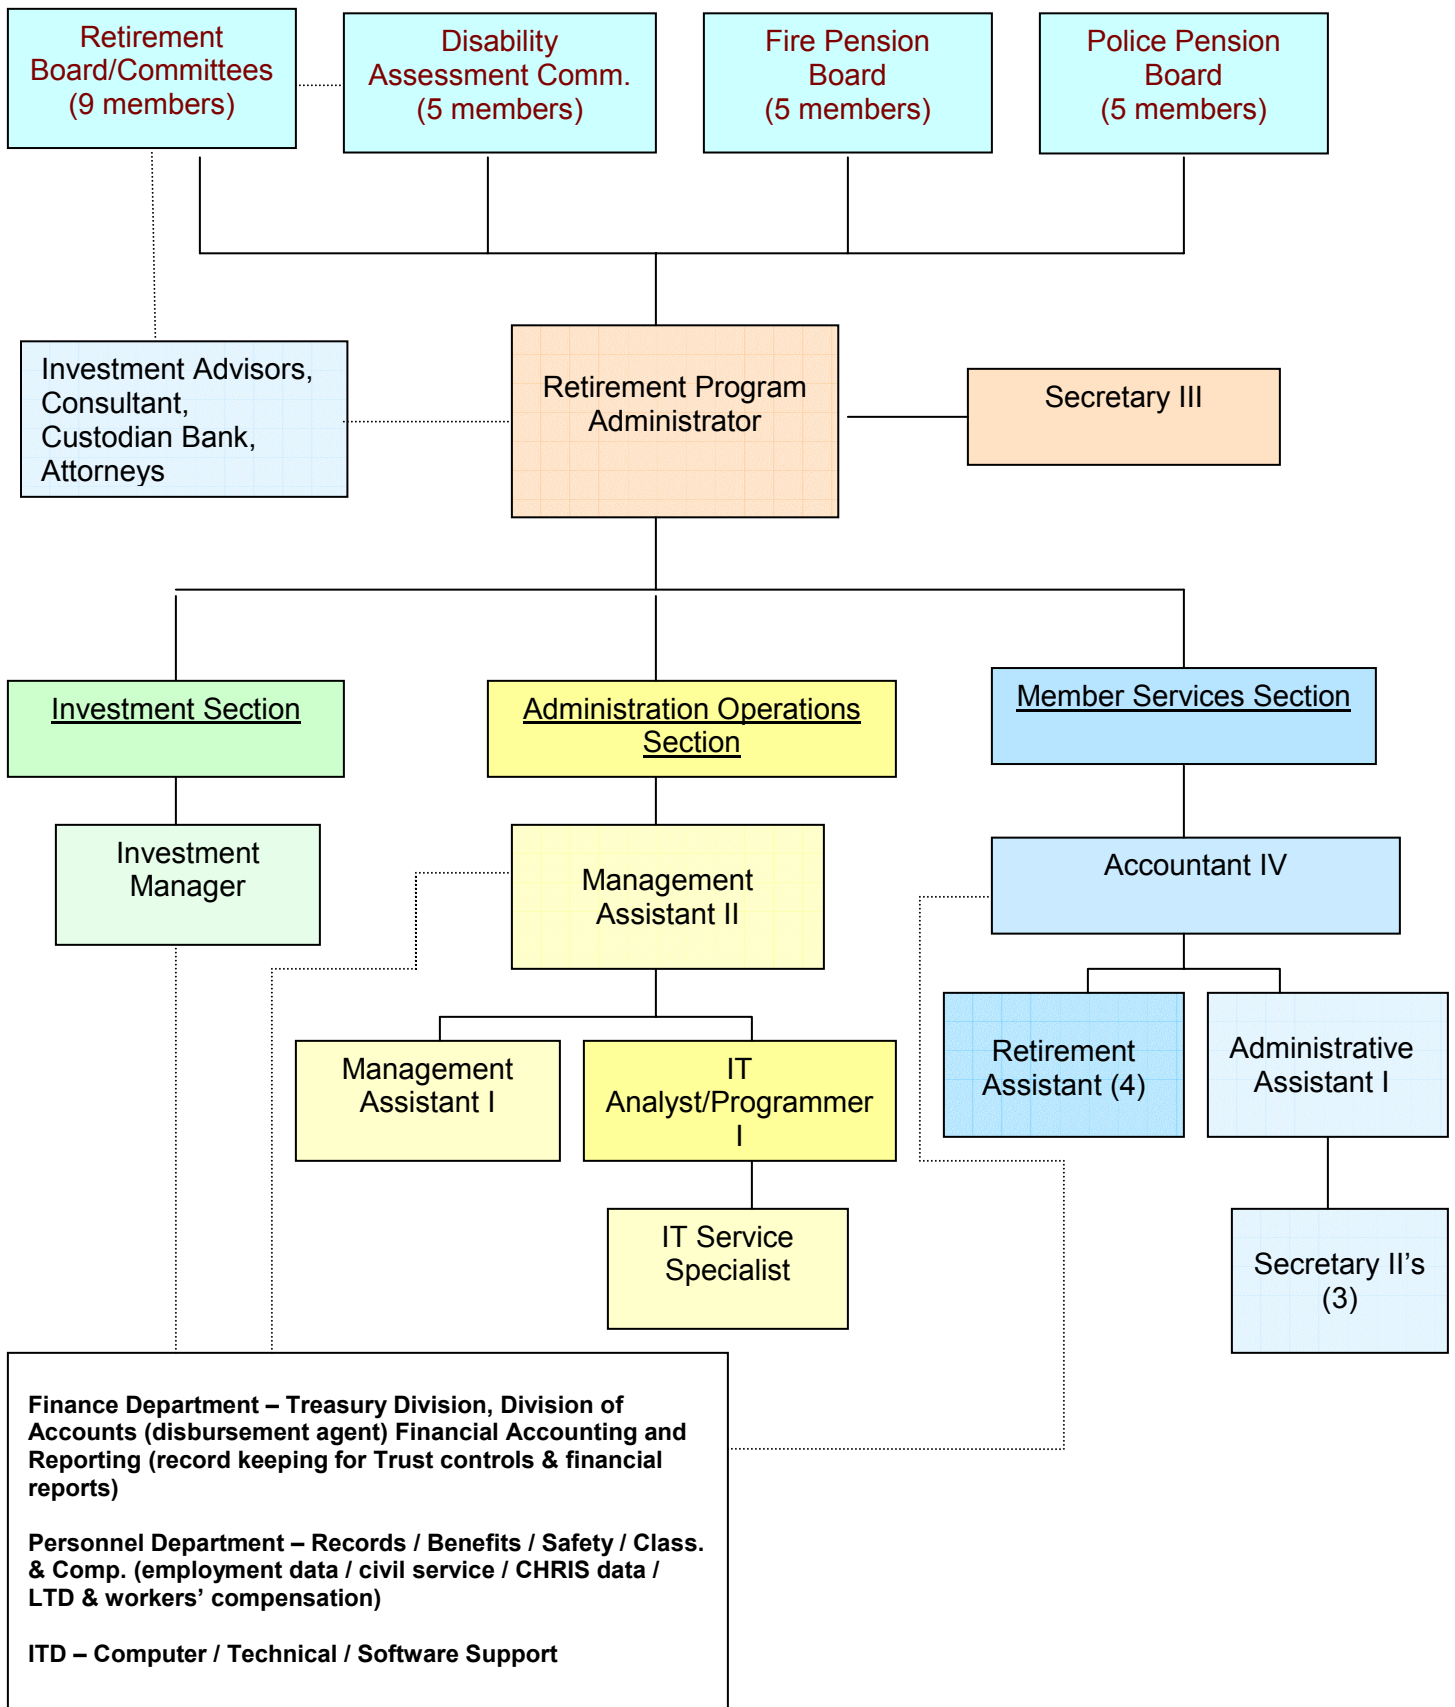 Retirement
Board/Committees
(9 members)
Disability
Assessment Comm.
(5 members)
Fire Pension
Board
(5 members)
Police Pension
Board
(5 members)
Investment Advisors,
Consultant,
Custodian Bank,
Attorneys
Retirement Program
Administrator
Secretary III
Investment Section
Administration Operations
Section
Member Services Section
Investment
Manager
Management
Assistant II
Accountant IV
Management
Assistant I
IT
Analyst/Programmer
I
Retirement
Assistant (4)
Administrative
Assistant I
IT Service
Specialist
Secretary II’s
(3)
Finance Department – Treasury Division, Division of
Accounts (disbursement agent) Financial Accounting and
Reporting (record keeping for Trust controls & financial
reports)
Personnel Department – Records / Benefits / Safety / Class.
& Comp. (employment data / civil service / CHRIS data /
LTD & workers’ compensation)
ITD – Computer / Technical / Software Support